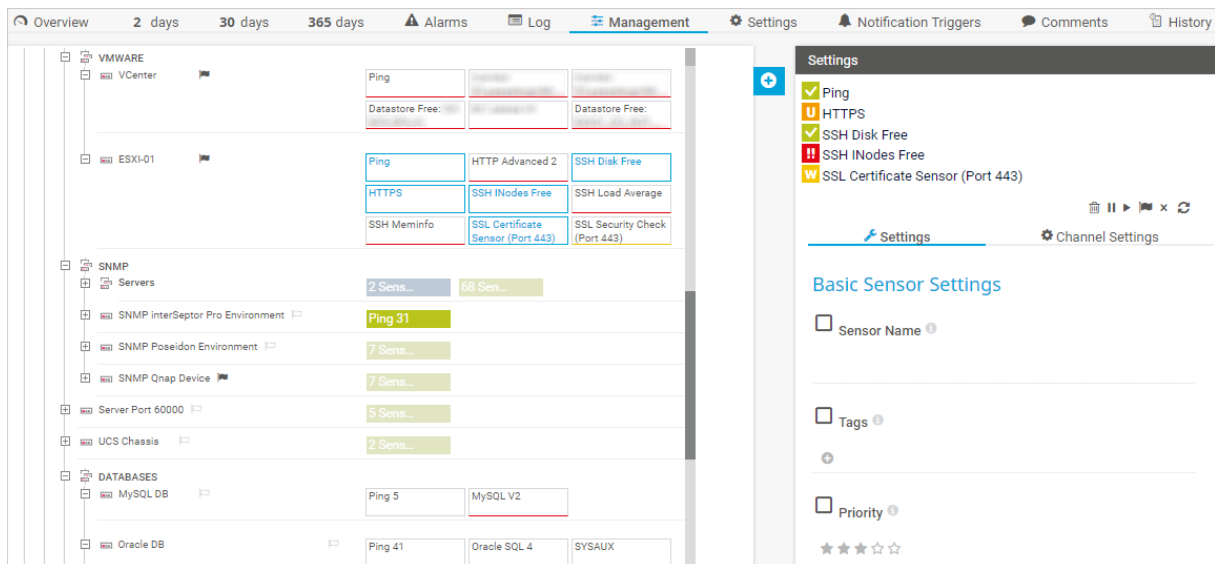 Overview
2 days
30 days
365 days
Alarms
Log
Management
Settings
Notification Triggers
Comments
History
VMWARE
VCenter
Ping
Datastore Free:
Datastore Free:
ESXI-01
Ping
HTTP Advanced 2
SSH Disk Free
HTTPS
SSH INodes Free
SSH Load Average
SSH Meminfo
SSL Certificate
Sensor (Port 443)
SSL Security Check
(Port 443)
SNMP
Servers
2 Sens...
68 Sen...
SNMP interSeptor Pro Environment
Ping 31
SNMP Poseidon Environment
7 Sens...
SNMP Qnap Device
7 Sens...
Server Port 60000
5 Sens...
UCS Chassis
2 Sens...
DATABASES
MySQL DB
Ping 5
MySQL V2
Oracle DB
Ping 41
Oracle SQL 4
SYSAUX
Settings
Ping
U HTTPS
SSH Disk Free
!! SSH INodes Free
W SSL Certificate Sensor (Port 443)
Settings
Channel Settings
Basic Sensor Settings
Sensor Name
Tags
Priority